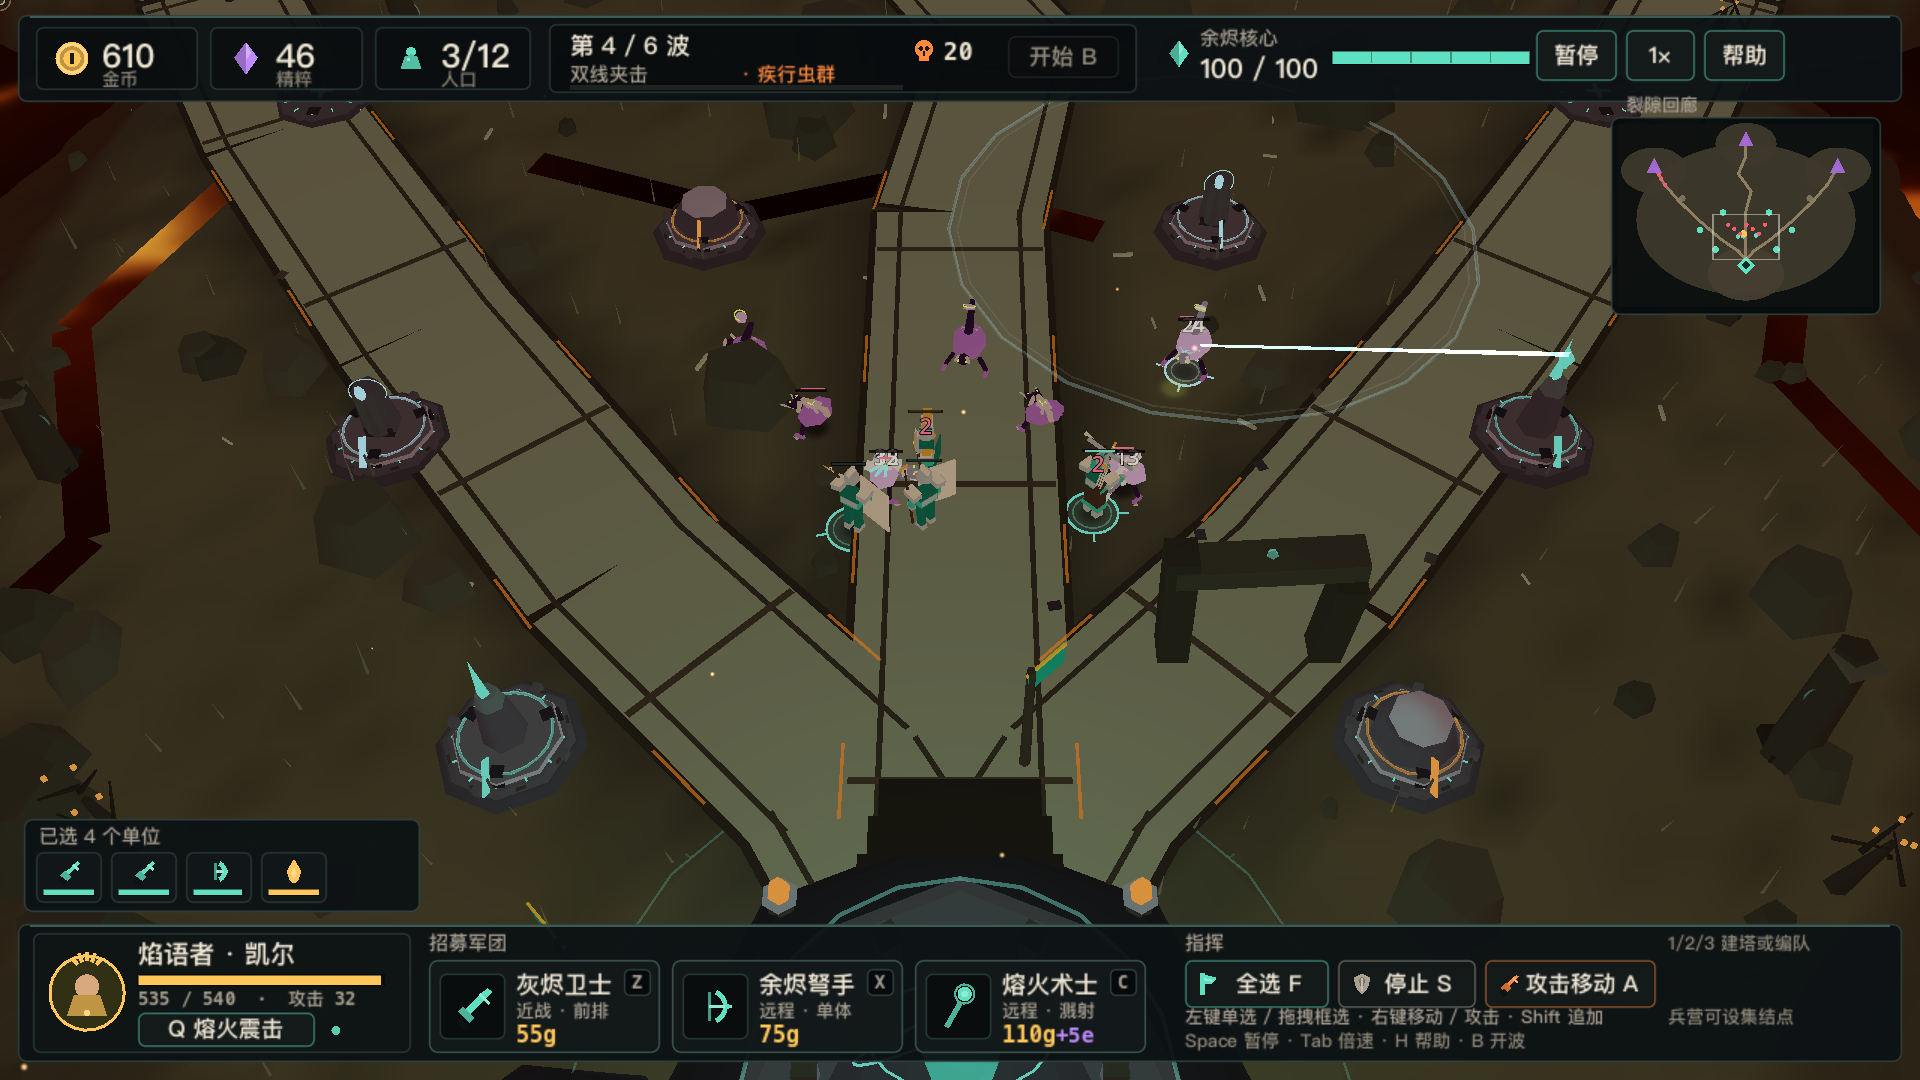 610
金币
46
精粹
3/12
人口
第 4 / 6 波
双线夹击
· 疾行虫群
20
开始 B
余烬核心
100 / 100
暂停
1×
帮助
裂隙回廊
24
2
32
2
13
已选 4 个单位
焰语者 · 凯尔
535 / 540 · 攻击 32
Q 熔火震击
招募军团
灰烬卫士
Z
近战 · 前排
55g
余烬弩手
X
远程 · 单体
75g
熔火术士
C
远程 · 溅射
110g+5e
指挥
全选 F
停止 S
攻击移动 A
左键单选 / 拖拽框选 · 右键移动 / 攻击 · Shift 追加
Space 暂停 · Tab 倍速 · H 帮助 · B 开波
1/2/3 建塔或编队
兵营可设集结点